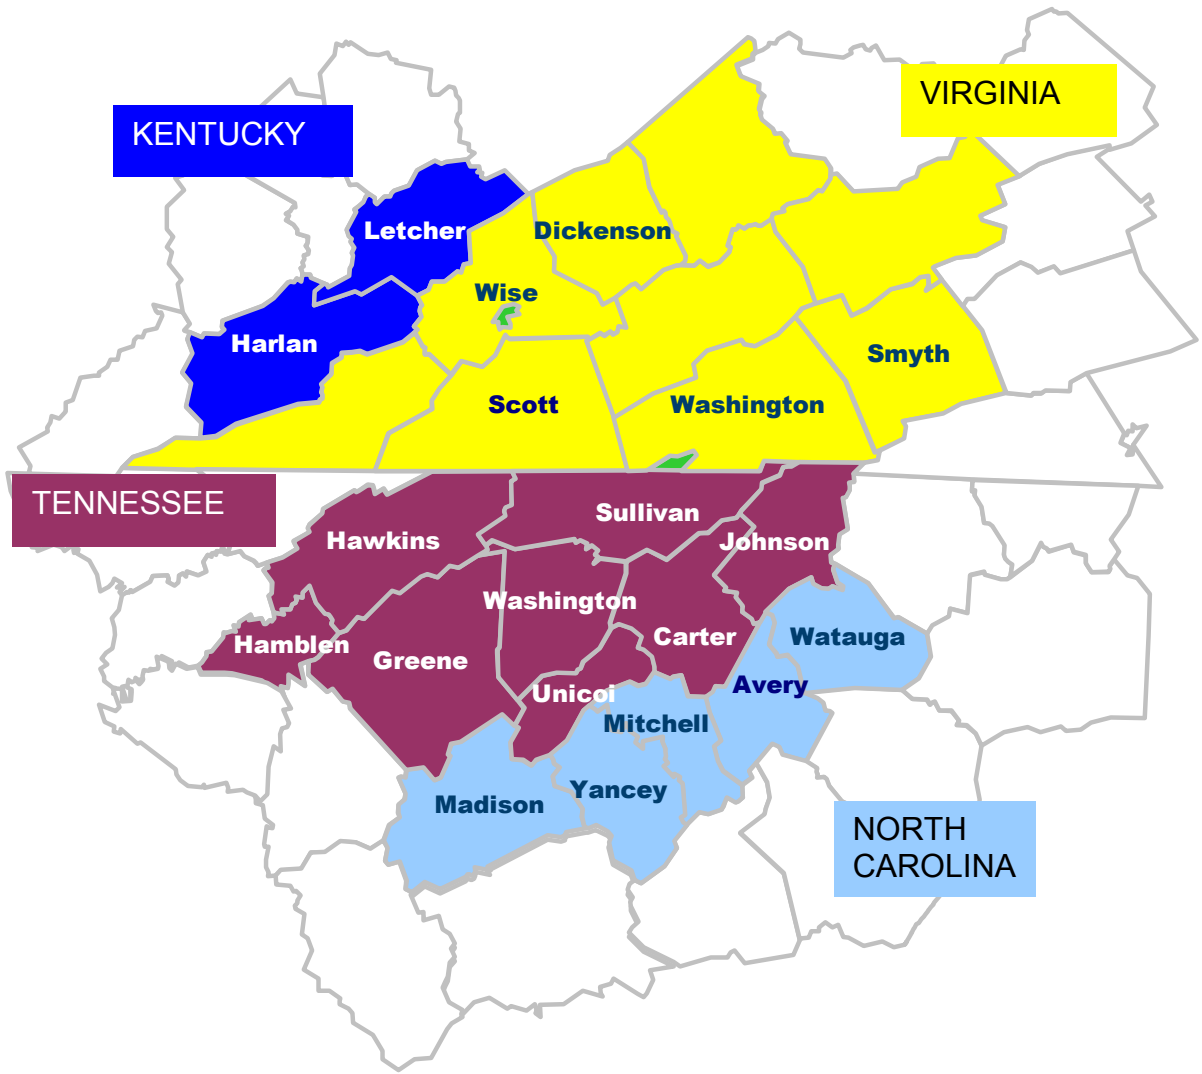 VIRGINIA
KENTUCKY
Letcher
Dickenson
Wise
Harlan
Smyth
Scott
Washington
TENNESSEE
Sullivan
Hawkins
Johnson
Washington
Carter
Watauga
Hamblen
Greene
Avery
Unicoi
Mitchell
Yancey
Madison
NORTH
CAROLINA